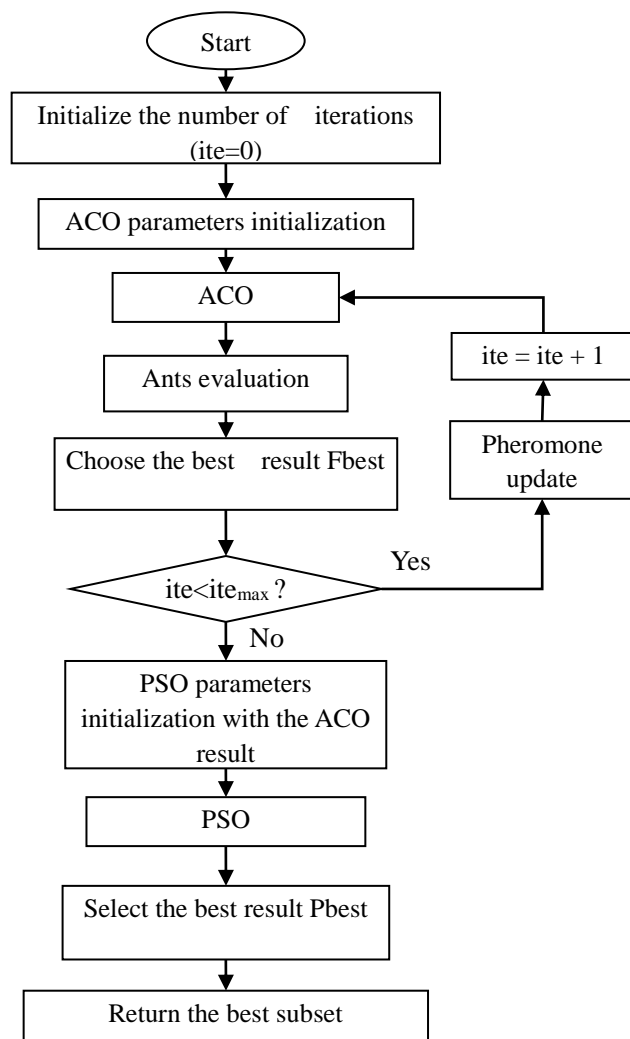 Start
Initialize the number of iterations
(ite=0)
ACO parameters initialization
ACO
Ants evaluation
Choose the best result Fbest
ite<itemax ?
Yes
Pheromone
update
ite = ite + 1
No
PSO parameters
initialization with the ACO
result
PSO
Select the best result Pbest
Return the best subset